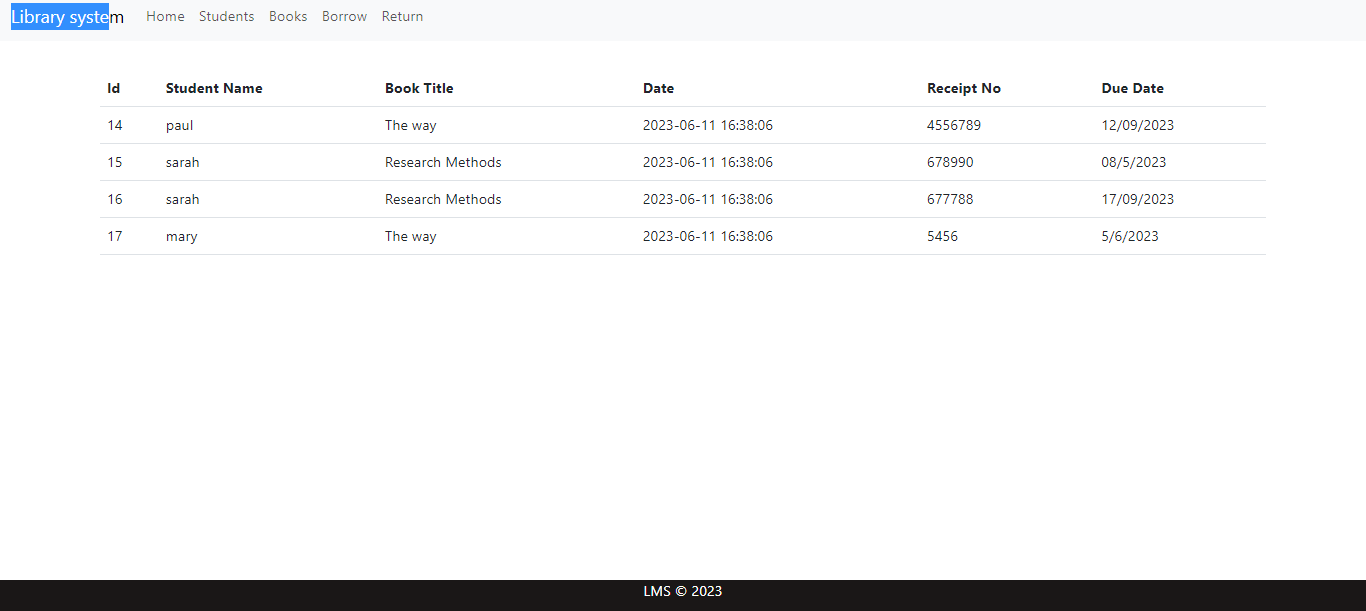 Library system Home Students Books Borrow Return
Id Student Name Book Title Date Receipt No Due Date
14 paul The way 2023-06-11 16:38:06 4556789 12/09/2023
15 sarah Research Methods 2023-06-11 16:38:06 678990 08/5/2023
16 sarah Research Methods 2023-06-11 16:38:06 677788 17/09/2023
17 mary The way 2023-06-11 16:38:06 5456 5/6/2023
LMS © 2023